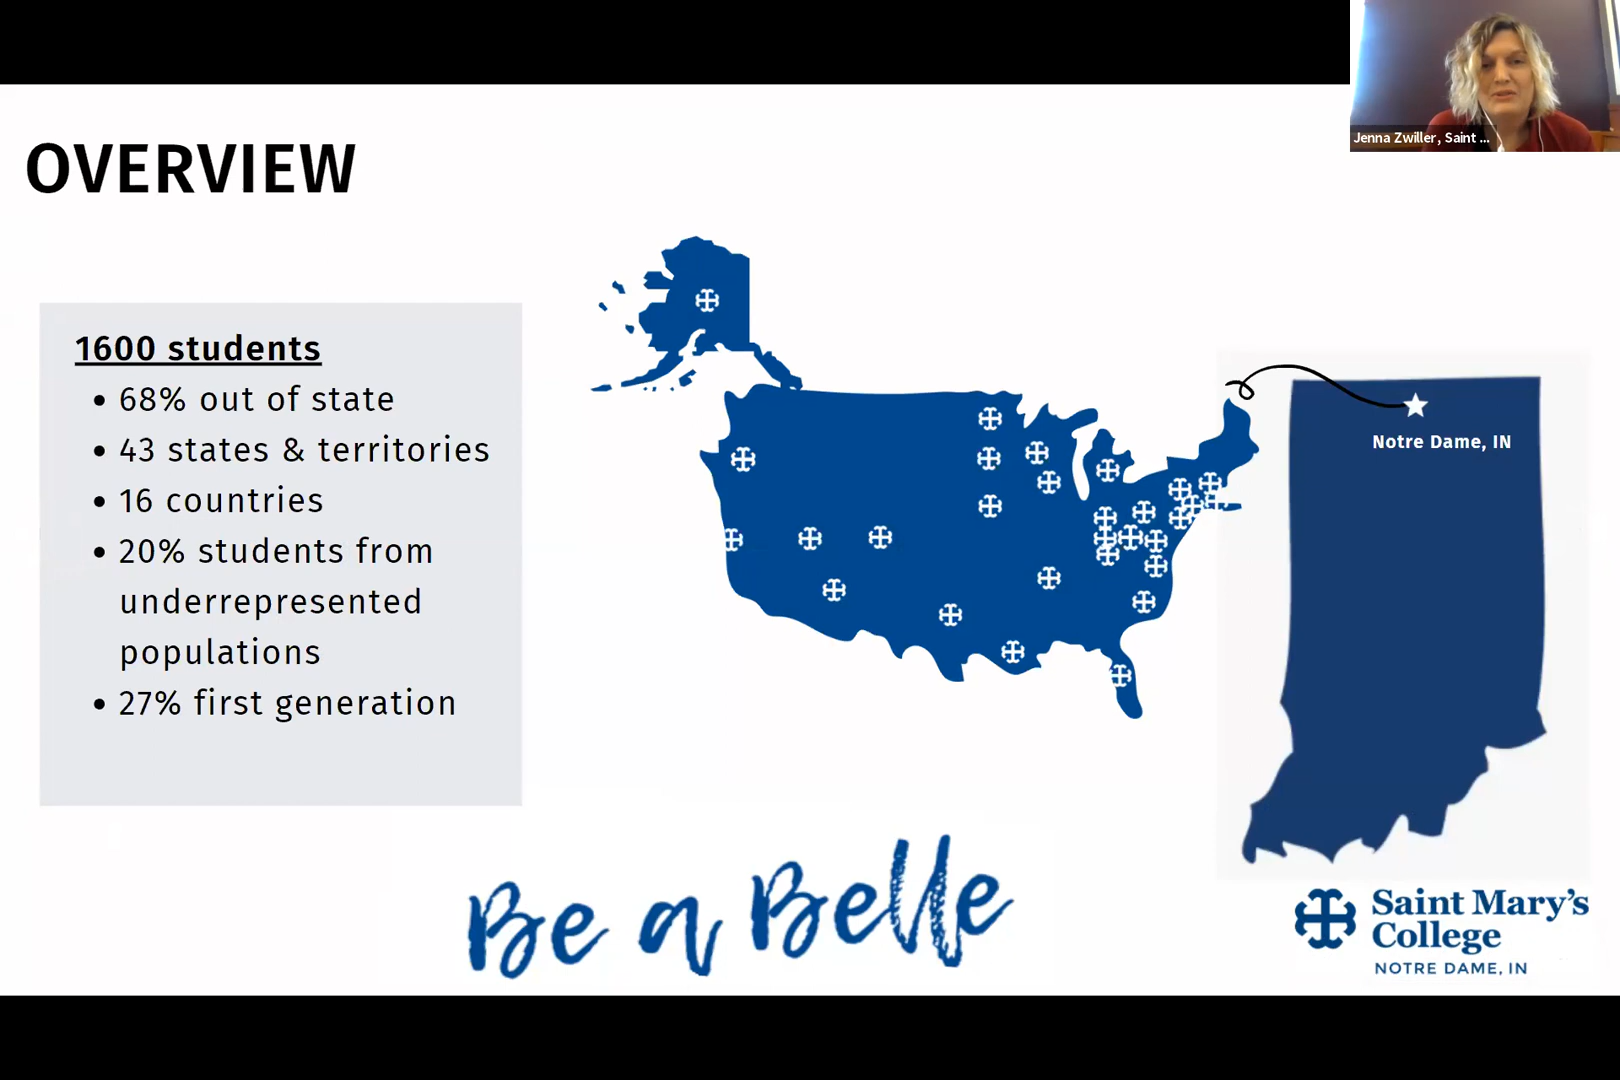 Jenna Zwiller, Saint ...
OVERVIEW
1600 students
• 68% out of state
• 43 states & territories
• 16 countries
• 20% students from
underrepresented
populations
• 27% first generation
Notre Dame, IN
Be a Belle
Saint Mary's
College
NOTRE DAME, IN